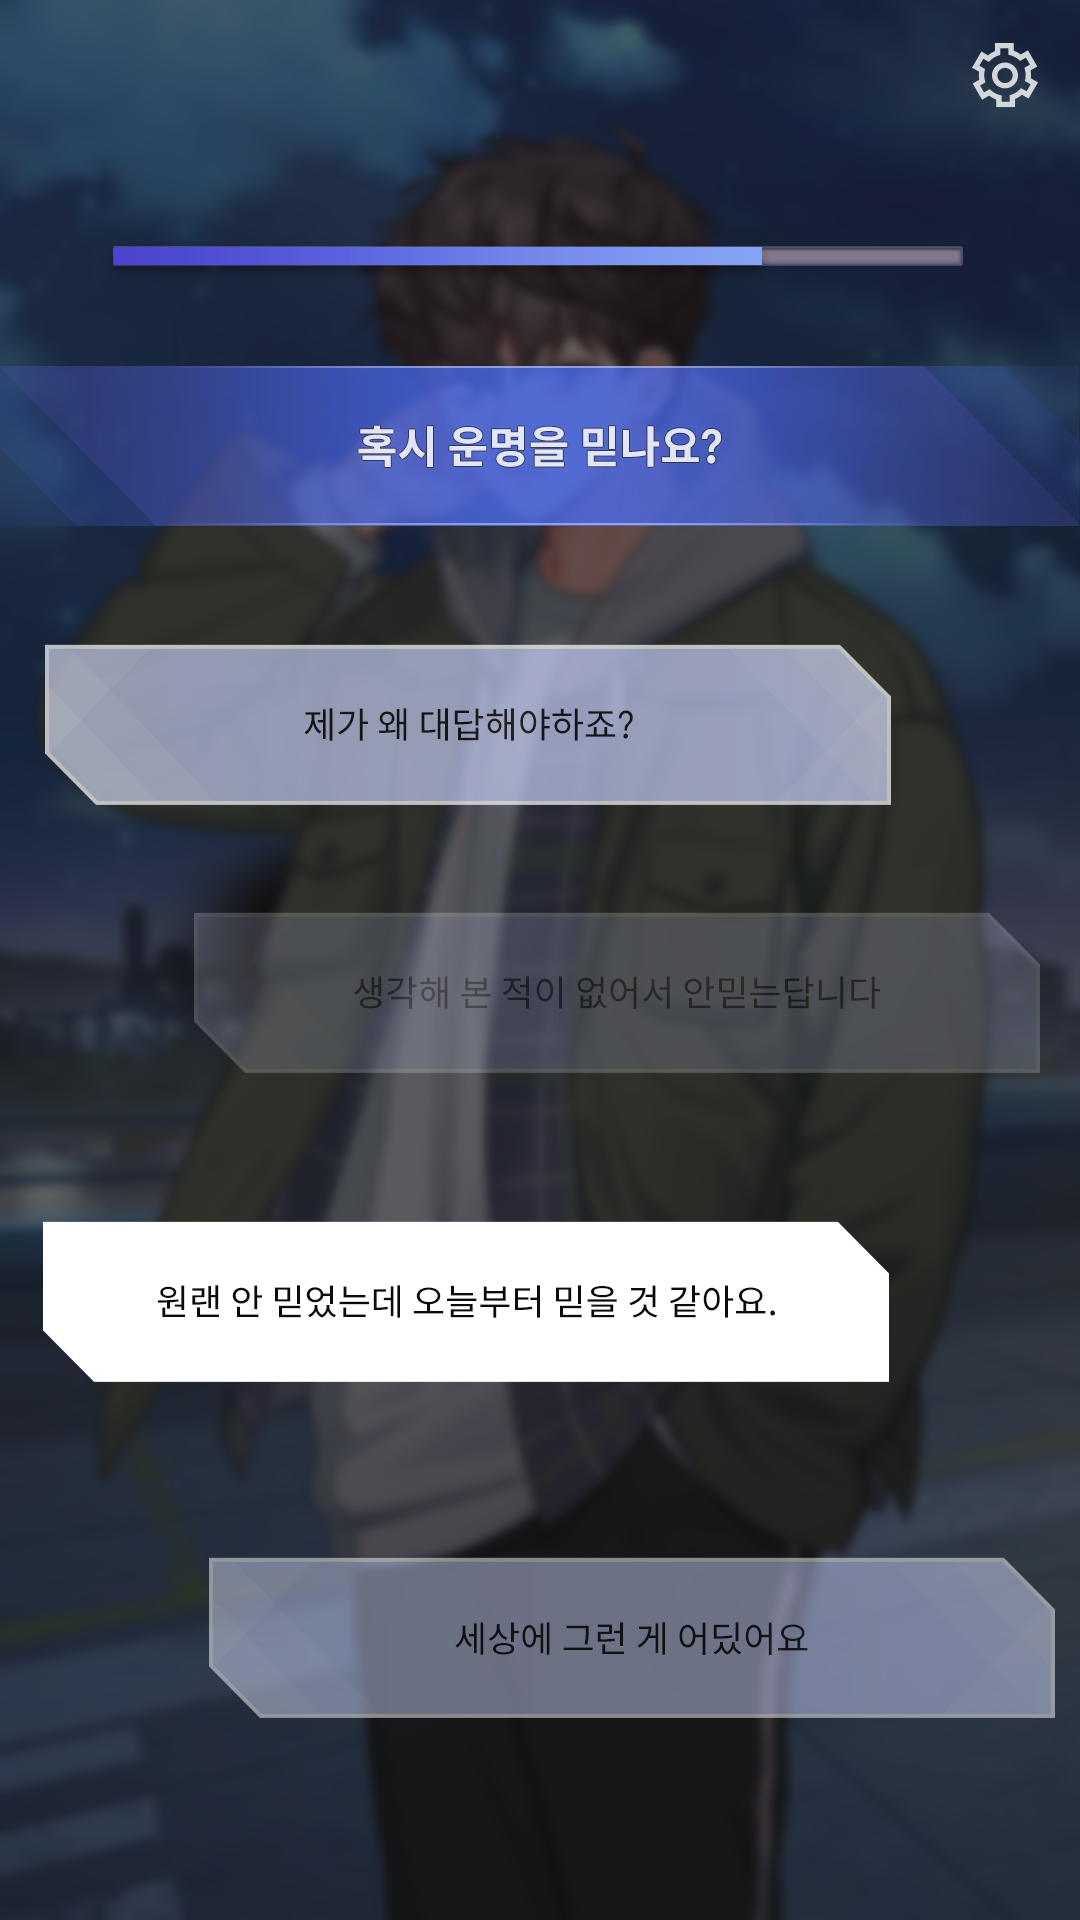 혹시 운명을 믿나요?
제가 왜 대답해야하죠?
생각해 본 적이 없어서 안믿는답니다
원랜 안 믿었는데 오늘부터 믿을 것 같아요.
세상에 그런 게 어딨어요